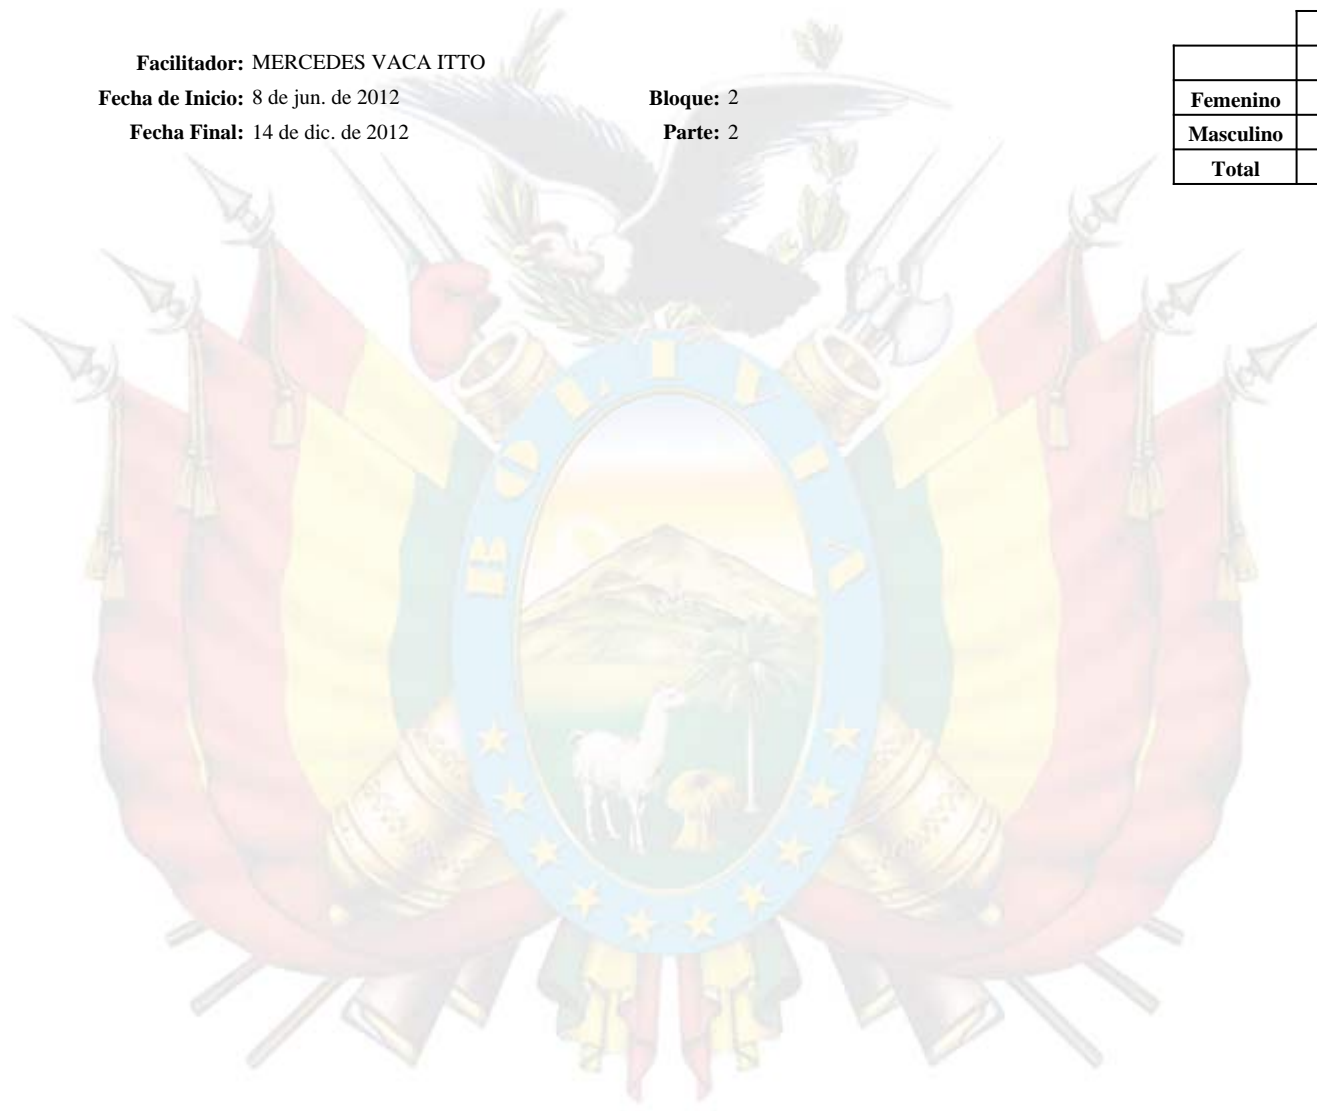 Facilitador: MERCEDES VACA ITTO
Fecha de Inicio: 8 de jun. de 2012 Bloque: 2
Fecha Final: 14 de dic. de 2012 Parte: 2
Femenino
Masculino
Total
BOLIVIA